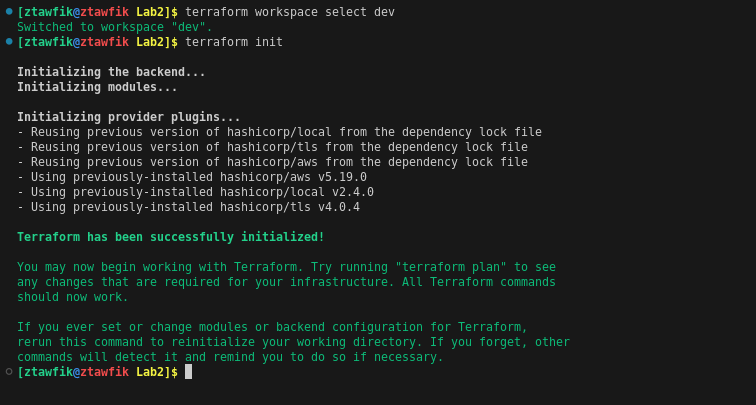 [ztawfik@ztawfik Lab2]$ terraform workspace select dev
Switched to workspace "dev".
[ztawfik@ztawfik Lab2]$ terraform init
Initializing the backend...
Initializing modules...
Initializing provider plugins...
- Reusing previous version of hashicorp/local from the dependency lock file
- Reusing previous version of hashicorp/tls from the dependency lock file
- Reusing previous version of hashicorp/aws from the dependency lock file
- Using previously-installed hashicorp/aws v5.19.0
- Using previously-installed hashicorp/local v2.4.0
- Using previously-installed hashicorp/tls v4.0.4
Terraform has been successfully initialized!
You may now begin working with Terraform. Try running "terraform plan" to see
any changes that are required for your infrastructure. All Terraform commands
should now work.
If you ever set or change modules or backend configuration for Terraform,
rerun this command to reinitialize your working directory. If you forget, other
commands will detect it and remind you to do so if necessary.
[ztawfik@ztawfik Lab2]$